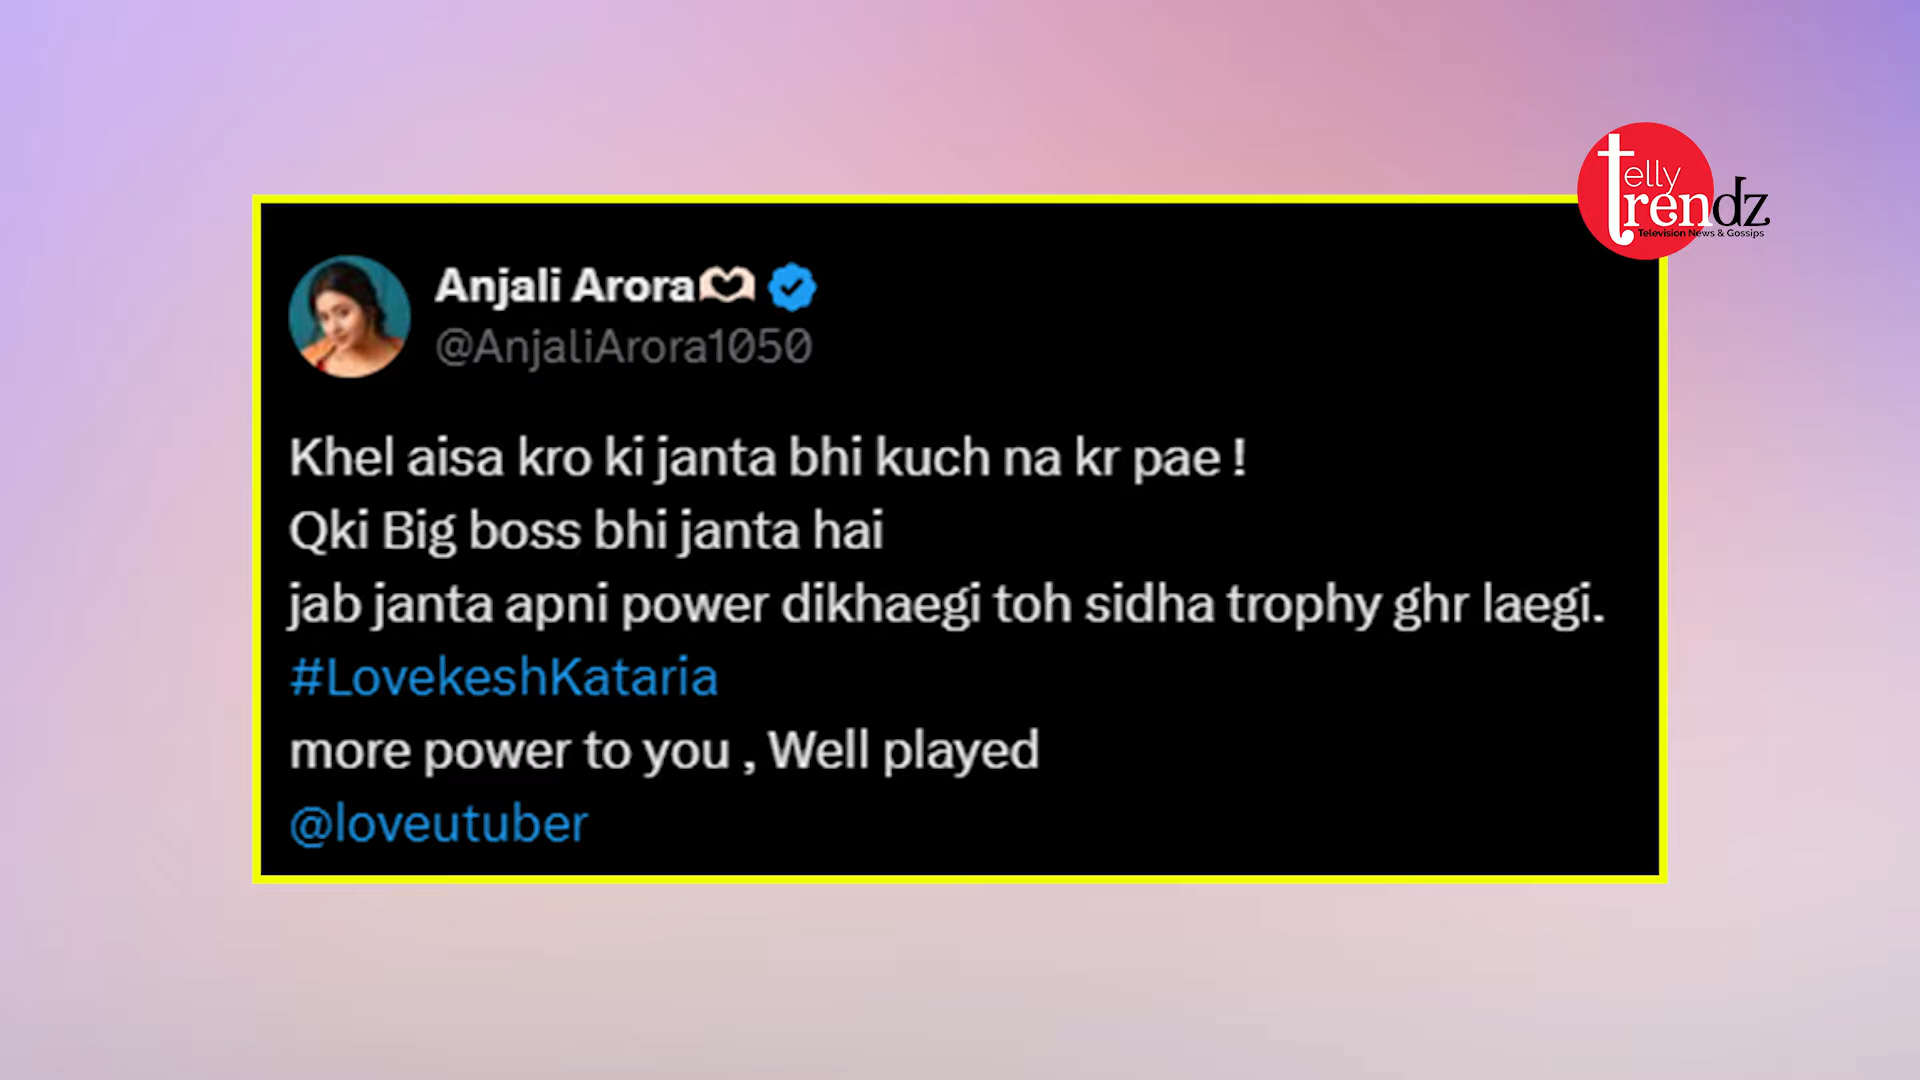 telly
trendz
Television News & Gossips
Anjali Arora🫶🏻
@AnjaliArora1050
Khel aisa kro ki janta bhi kuch na kr pae !
Qki Big boss bhi janta hai
jab janta apni power dikhaegi toh sidha trophy ghr laegi.
#LovekeshKataria
more power to you , Well played
@loveutuber